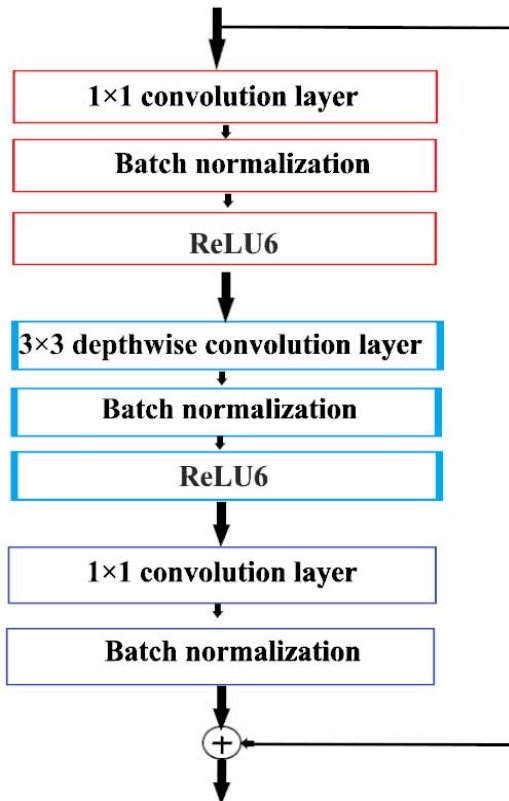 1×1 convolution layer
Batch normalization
ReLU6
3×3 depthwise convolution layer
Batch normalization
ReLU6
1×1 convolution layer
Batch normalization
+